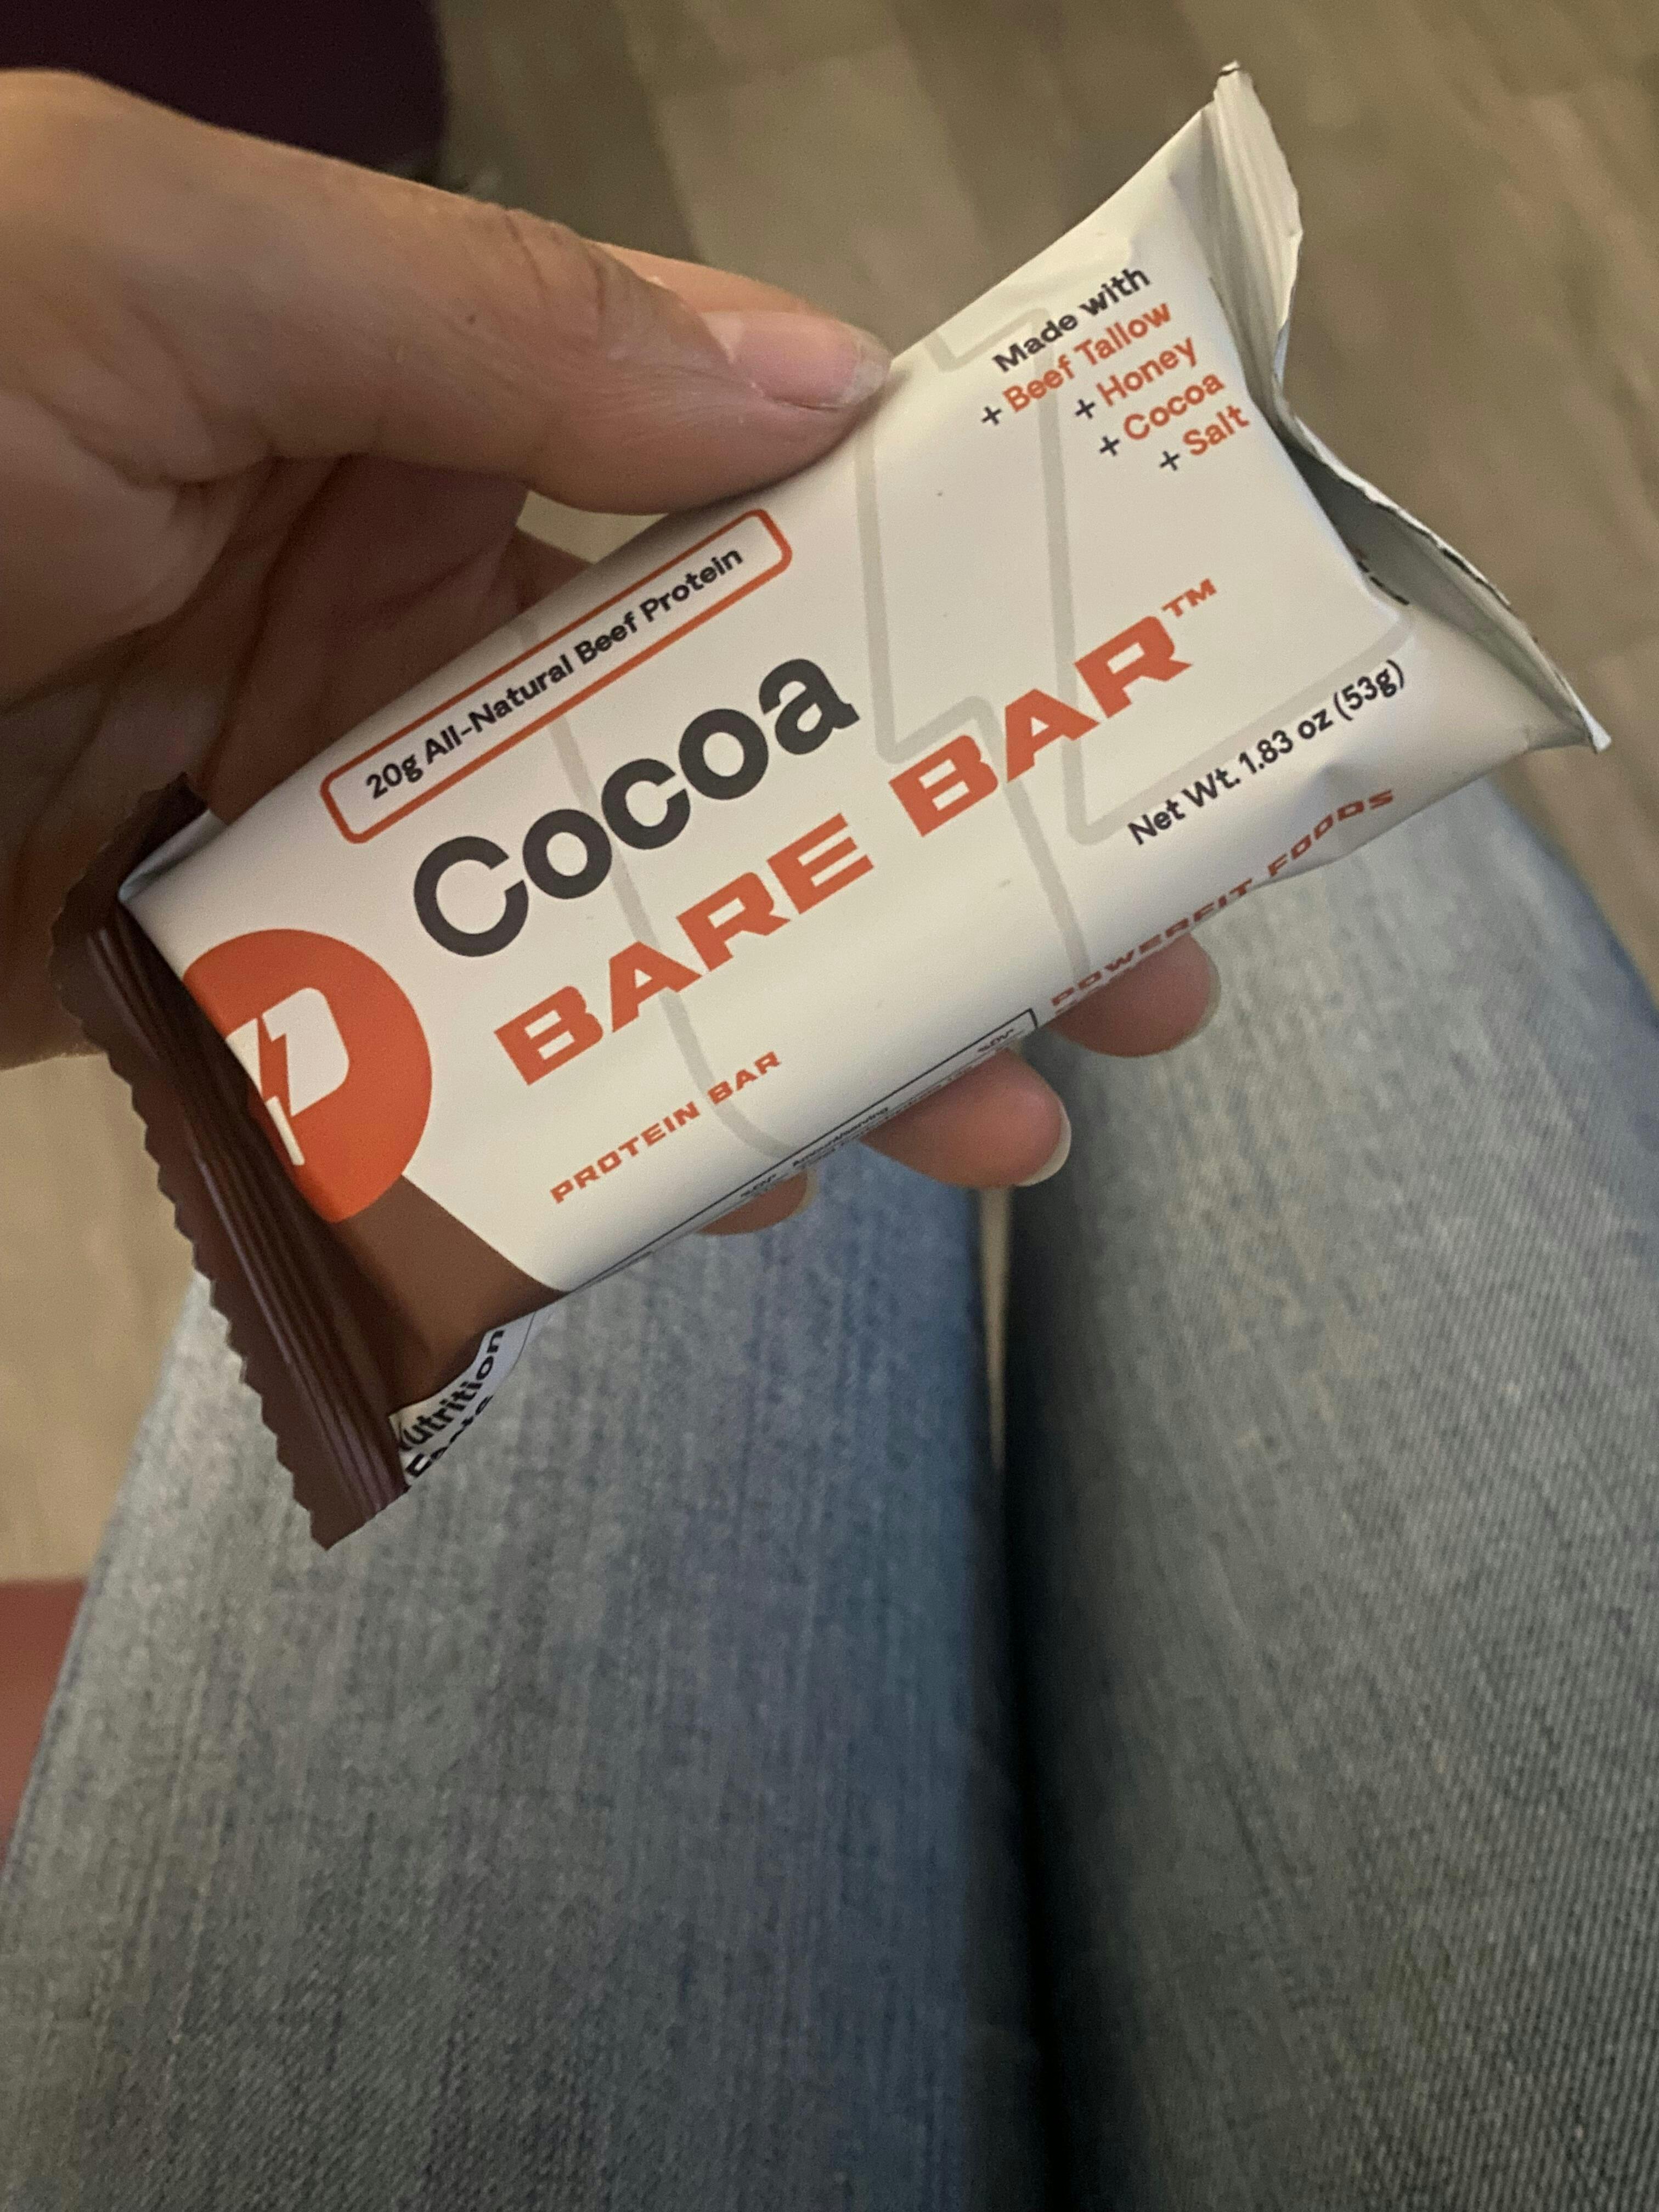 Made with
+ Beef Tallow
+ Honey
+ Cocoa
+ Salt
20g All-Natural Beef Protein
Cocoa
BARE BAR™
PROTEIN BAR
Net Wt. 1.83 oz (53g)
POWERFIT FOODS
Nutrition